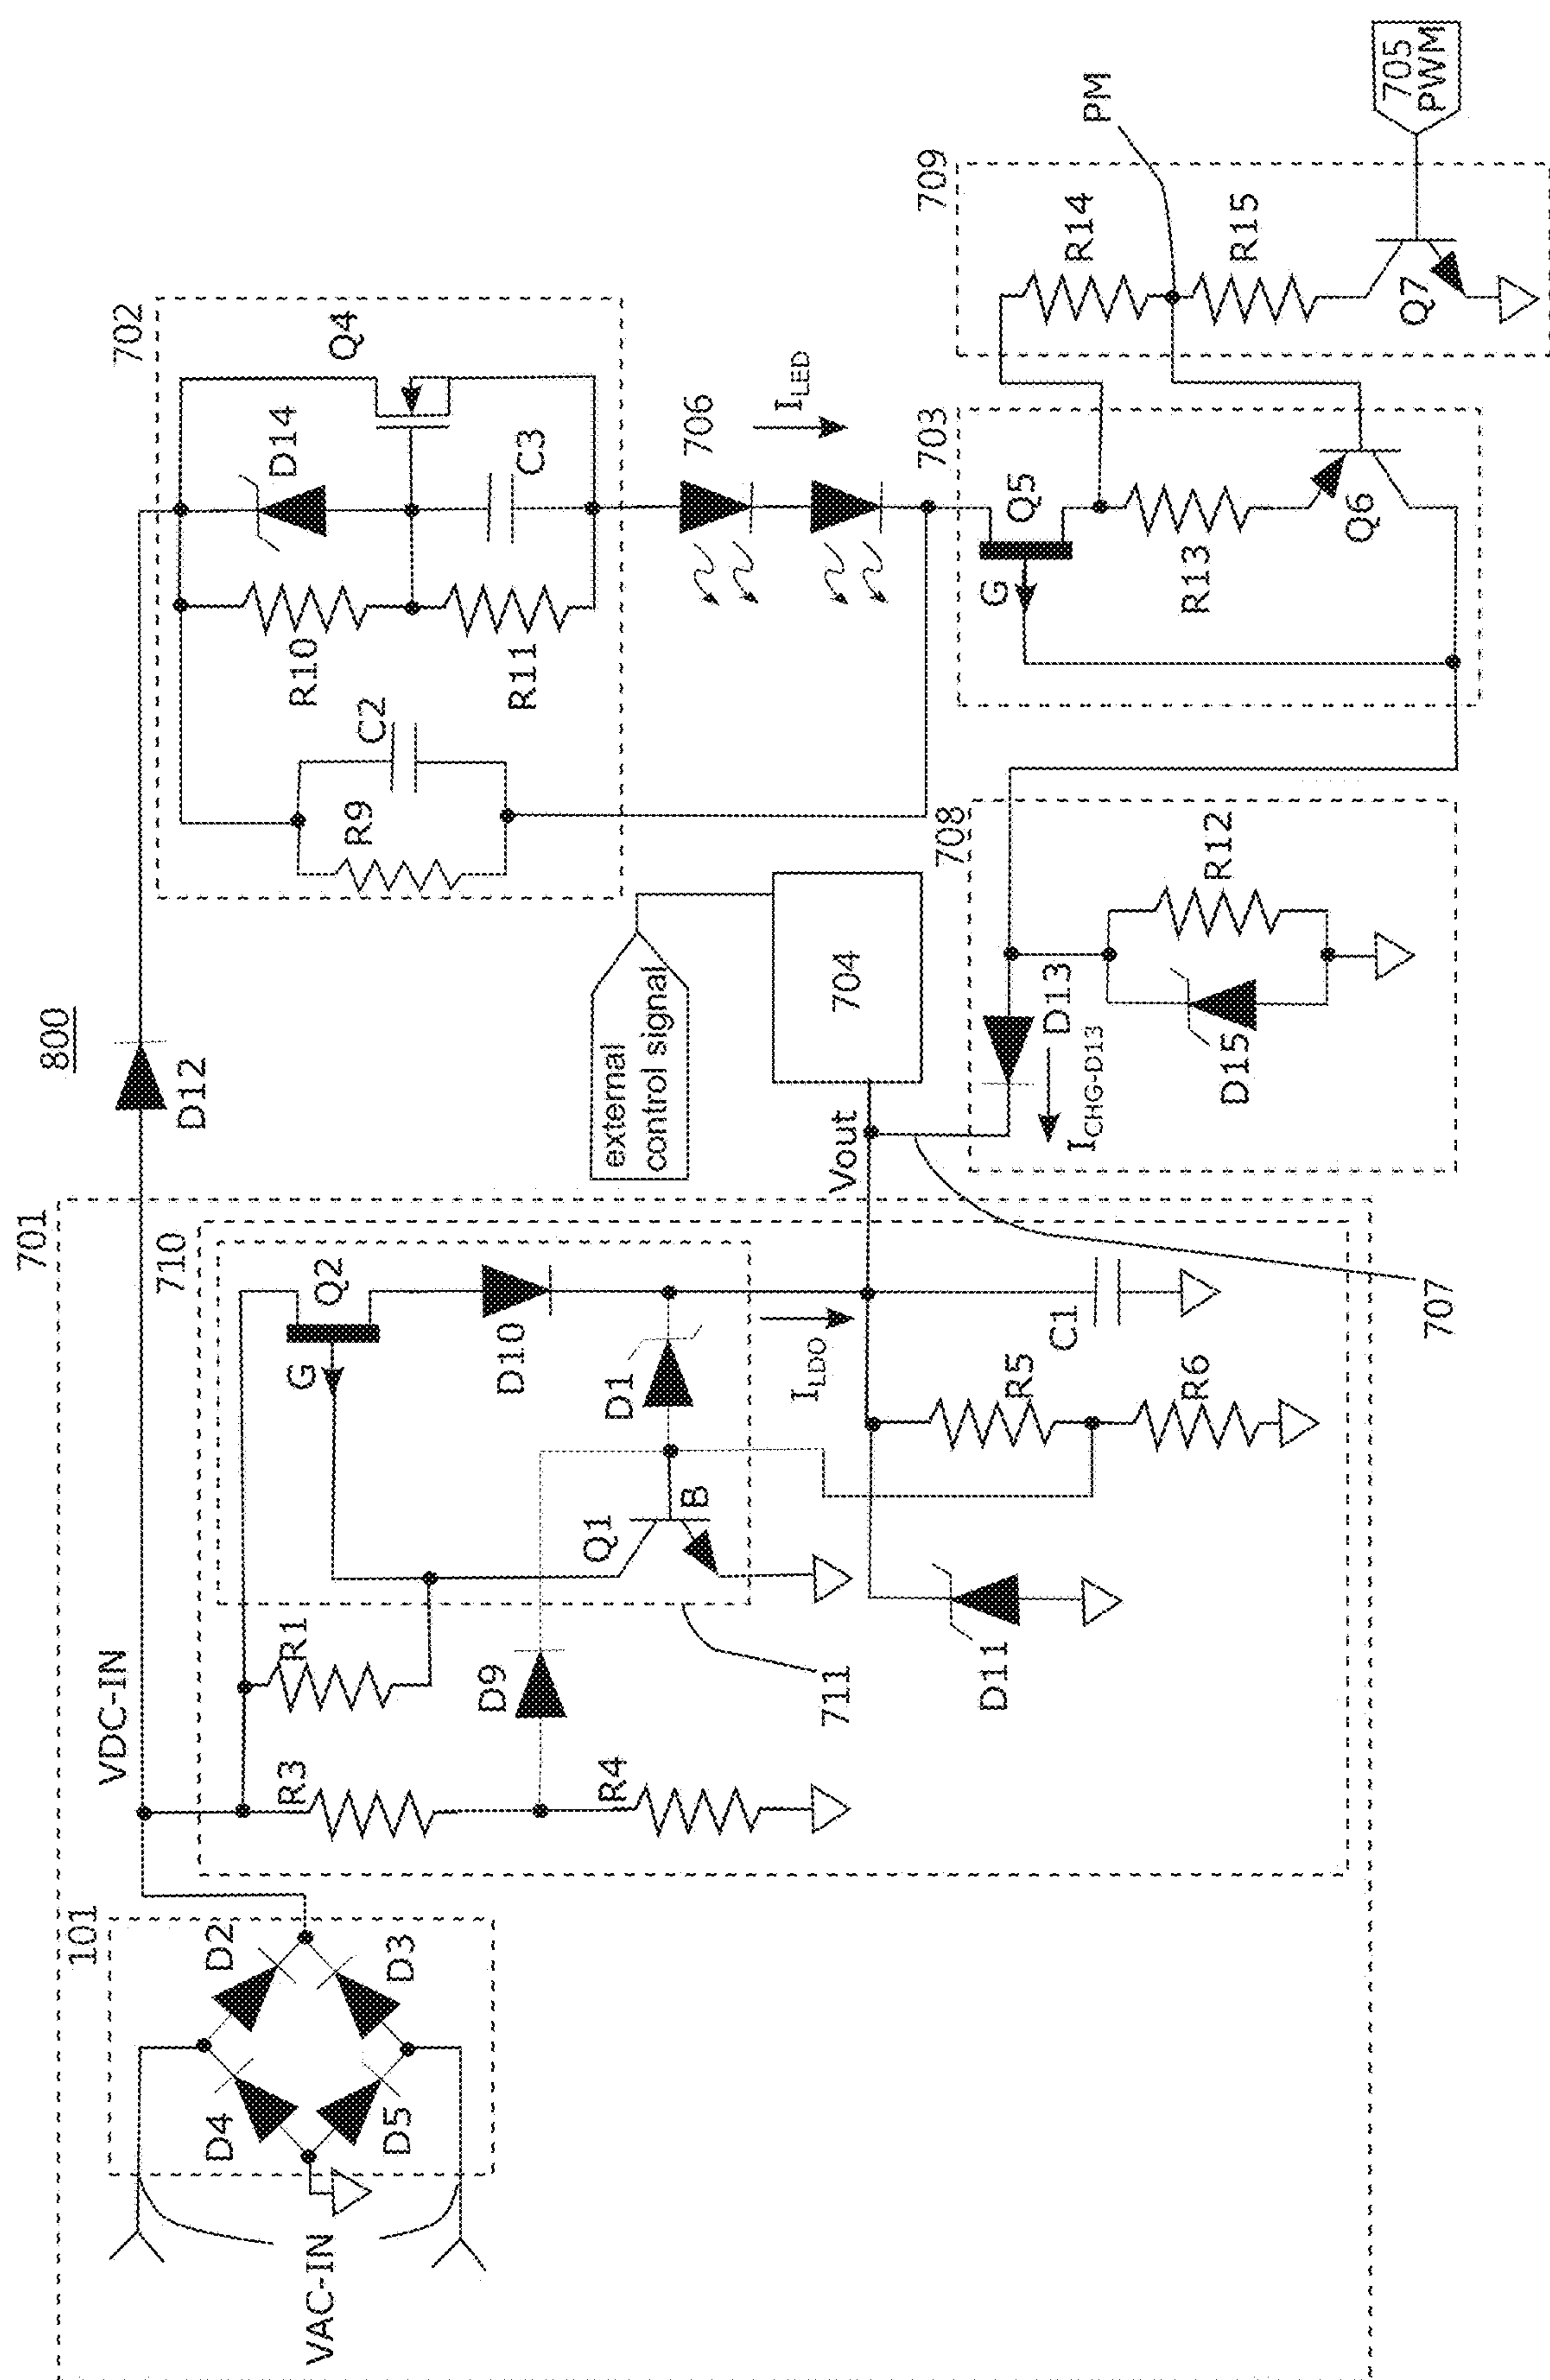 800
701
VAC-IN
101
D2
D3
D4
D5
VDC-IN
710
R3
R4
R1
D9
711
Q1
B
G
Q2
D10
D1
I LDO
D11
R5
R6
C1
Vout
707
D12
external
control signal
704
708
D13
I CHG-D13
D15
R12
702
R9
C2
R10
R11
D14
C3
Q4
706
I LED
703
G
Q5
R13
Q6
709
R14
R15
PM
Q7
705
PWM